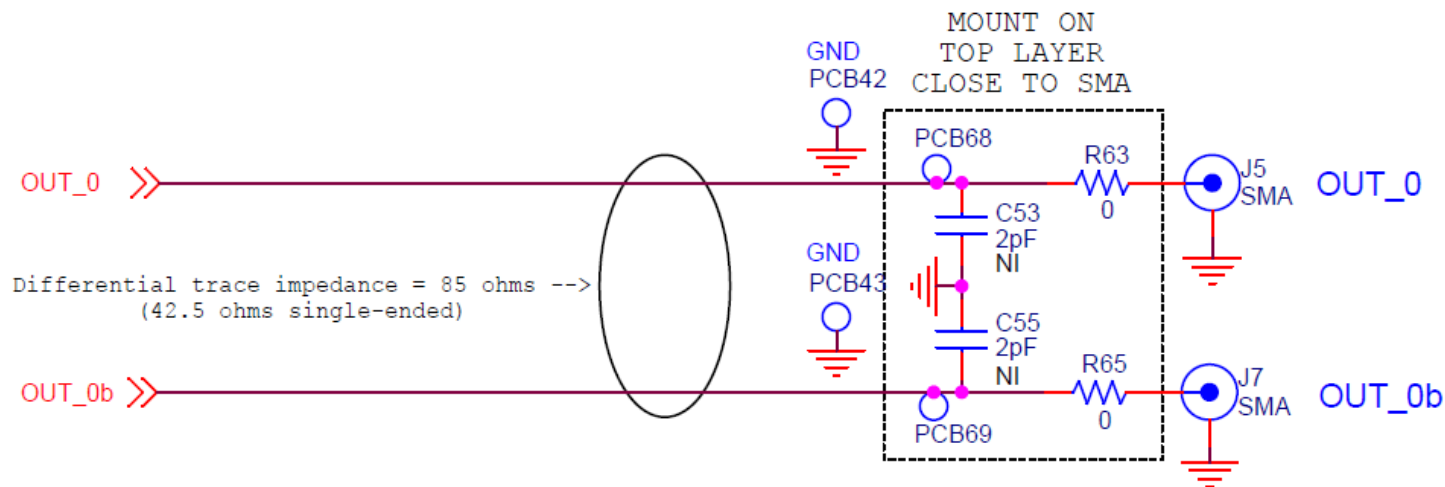 MOUNT ON
TOP LAYER
CLOSE TO SMA
GND
PCB42
PCB68
R63
0
J5
SMA
OUT_0
OUT_0
C53
2pF
NI
GND
PCB43
Differential trace impedance = 85 ohms -->
(42.5 ohms single-ended)
C55
2pF
NI
R65
0
J7
SMA
OUT_0b
OUT_0b
PCB69